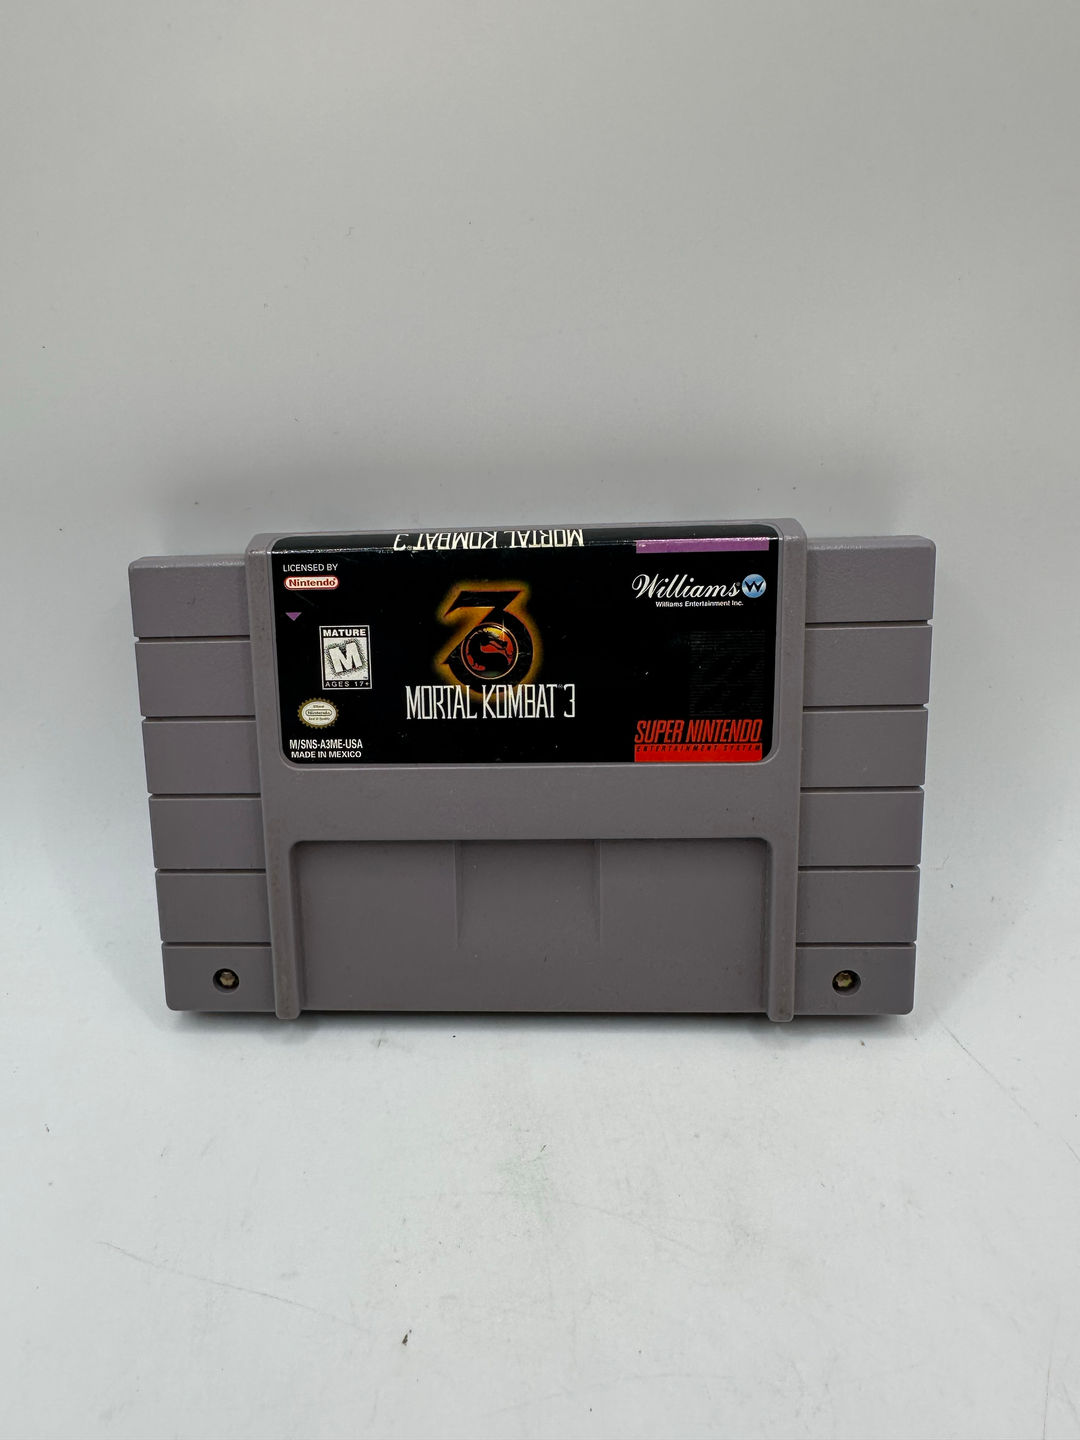 MORTAL KOMBAT 3
LICENSED BY
Nintendo®
MATURE
M
AGES 17+
Nintendo
M/SNS-A3ME-USA
MADE IN MEXICO
3
MORTAL KOMBAT® 3
Williams® W
Williams Entertainment Inc.
SUPER NINTENDO
ENTERTAINMENT SYSTEM